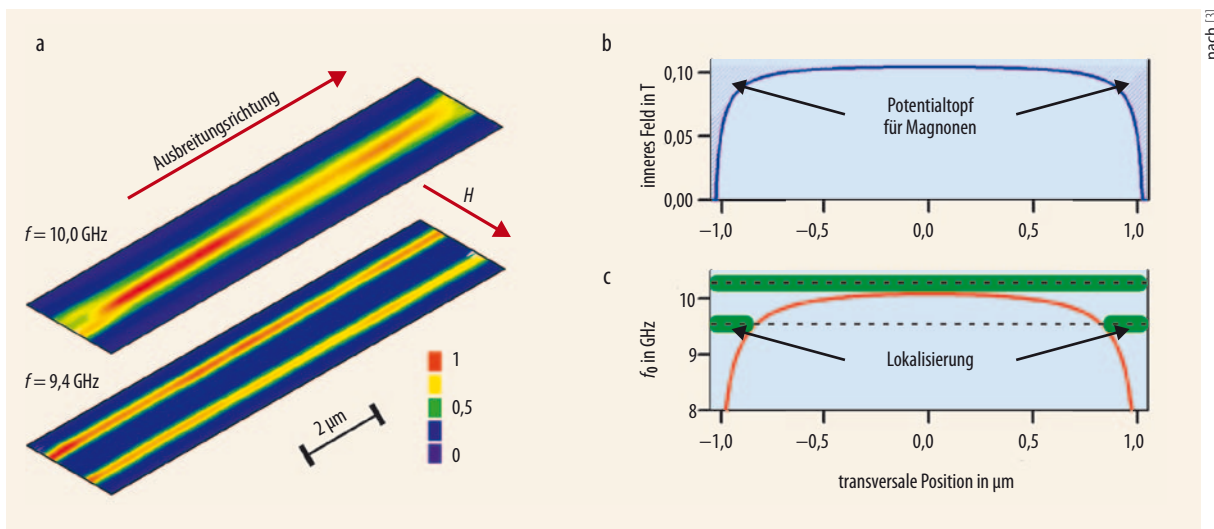 a
Ausbreitungsrichtung
H
f = 10,0 GHz
f = 9,4 GHz
2 µm
1
0,5
0
b
inneres Feld in T
0,10
0,05
0,00
Potentialtopf
für Magnonen
−1,0 −0,5 0,0 0,5 1,0
c
f₀ in GHz
10
9
8
Lokalisierung
−1,0 −0,5 0,0 0,5 1,0
transversale Position in µm
nach [3]